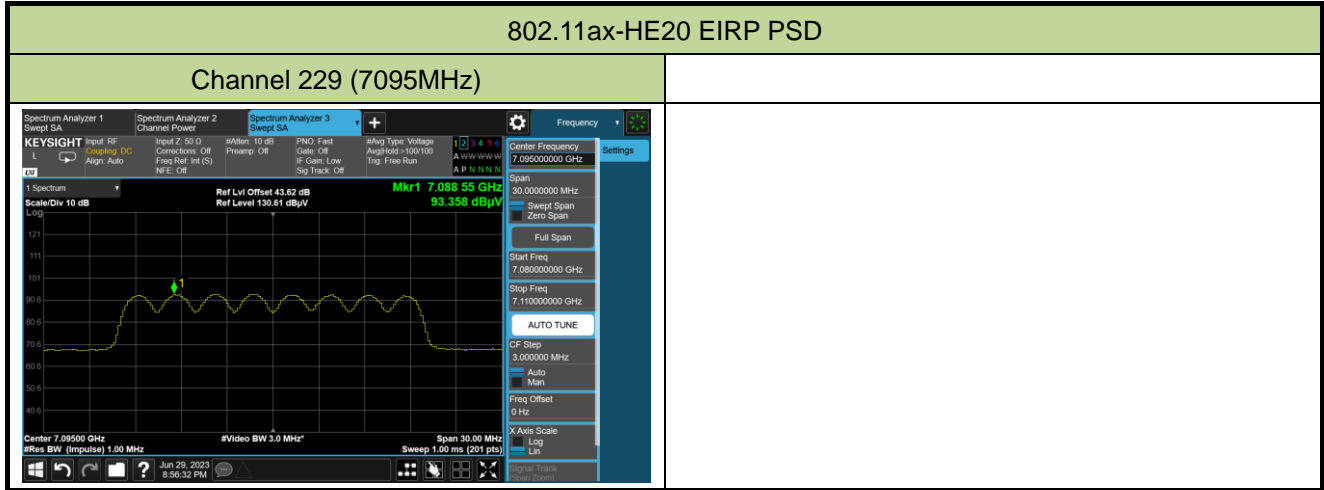 802.11ax-HE20 EIRP PSD
Channel 229 (7095MHz)
Spectrum Analyzer 1
Swept SA
Spectrum Analyzer 2
Channel Power
Spectrum Analyzer 3
Swept SA
Frequency
KEYSIGHT
L
LXI
Input: RF
Coupling: DC
Align: Auto
Input Z: 50 Ω
Corrections: Off
Freq Ref: Int (S)
NFE: Off
#Atten: 10 dB
Preamp: Off
PNO: Fast
Gate: Off
IF Gain: Low
Sig Track: Off
#Avg Type: Voltage
Avg|Hold:>100/100
Trig: Free Run
1 2 3 4 5 6
A W W W W W
A P N N N N
1 Spectrum
Scale/Div 10 dB
Log
Ref Lvl Offset 43.62 dB
Ref Level 130.61 dBµV
Mkr1 7.088 55 GHz
93.358 dBµV
121
111
101
90.6
80.6
70.6
60.6
50.6
40.6
1
Center 7.09500 GHz
#Res BW (Impulse) 1.00 MHz
#Video BW 3.0 MHz*
Span 30.00 MHz
Sweep 1.00 ms (201 pts)
Center Frequency
7.095000000 GHz
Settings
Span
30.0000000 MHz
Swept Span
Zero Span
Full Span
Start Freq
7.080000000 GHz
Stop Freq
7.110000000 GHz
AUTO TUNE
CF Step
3.000000 MHz
Auto
Man
Freq Offset
0 Hz
X Axis Scale
Log
Lin
Signal Track
(Span Zoom)
Jun 29, 2023
8:56:32 PM